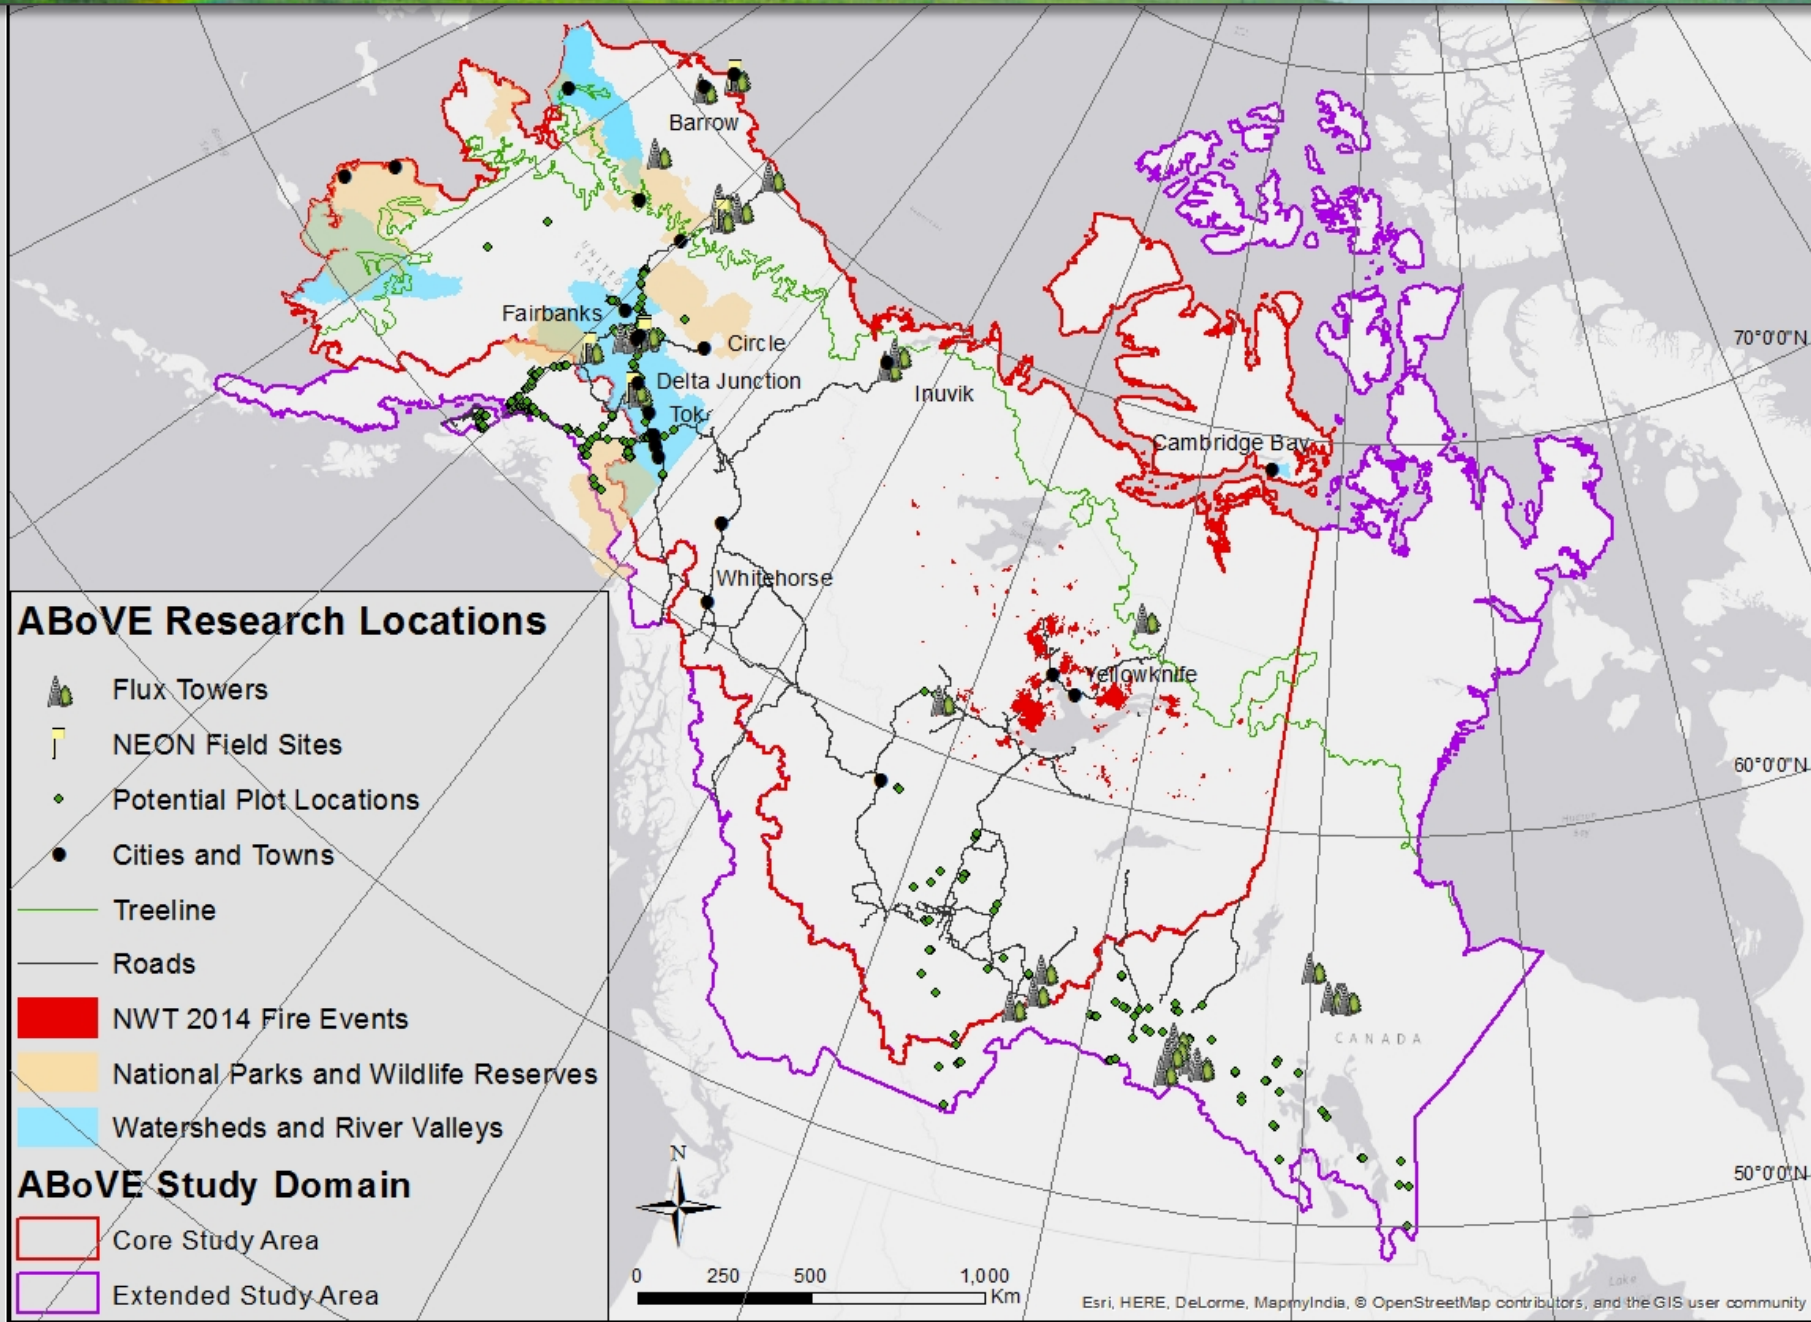 Barrow
UNITED
STATES
Fairbanks
Circle
Delta Junction
Tok
Inuvik
70°0'0"N
Cambridge Bay
Whitehorse
Yellowknife
60°0'0"N
CANADA
50°0'0"N
ABoVE Research Locations
Flux Towers
NEON Field Sites
Potential Plot Locations
Cities and Towns
Treeline
Roads
NWT 2014 Fire Events
National Parks and Wildlife Reserves
Watersheds and River Valleys
ABoVE Study Domain
Core Study Area
Extended Study Area
N
0 250 500 1,000
Km
Lake
Esri, HERE, DeLorme, MapmyIndia, © OpenStreetMap contributors, and the GIS user community